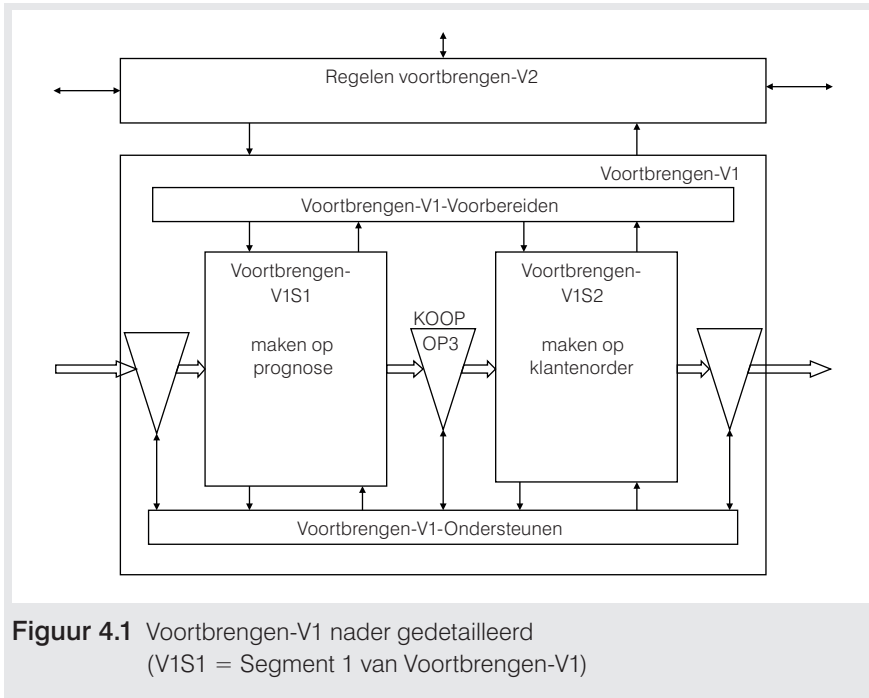 Regelen voortbrengen-V2
Voortbrengen-V1
Voortbrengen-V1-Voorbereiden
Voortbrengen-
V1S1
maken op
prognose
KOOP
OP3
Voortbrengen-
V1S2
maken op
klantenorder
Voortbrengen-V1-Ondersteunen
Figuur 4.1 Voortbrengen-V1 nader gedetailleerd
(V1S1 = Segment 1 van Voortbrengen-V1)